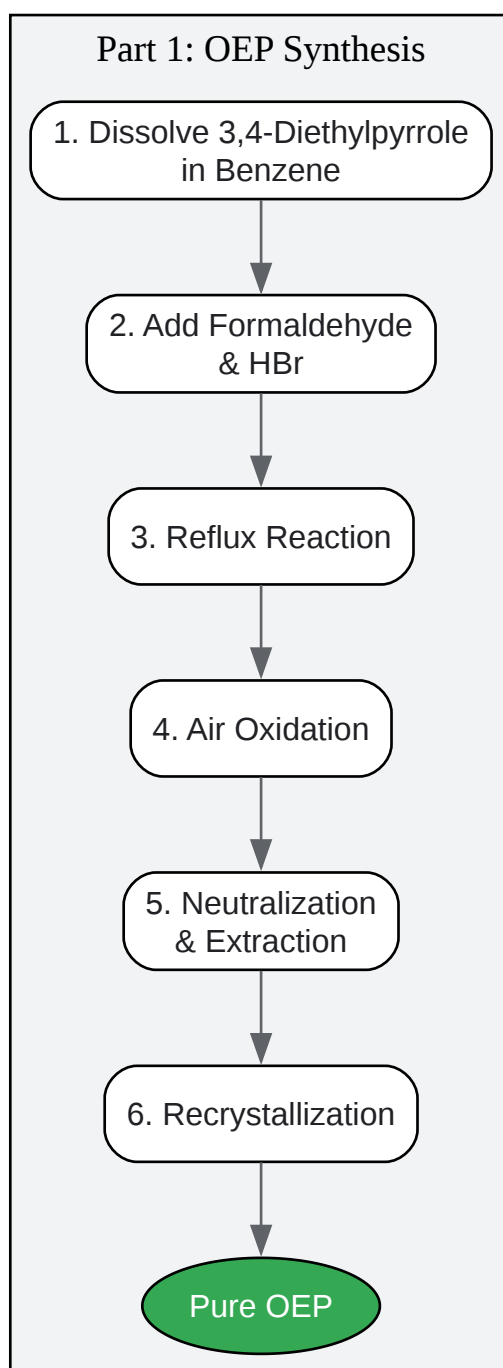 Part 1: OEP Synthesis
1. Dissolve 3,4-Diethylpyrrole
in Benzene
2. Add Formaldehyde
& HBr
3. Reflux Reaction
4. Air Oxidation
5. Neutralization
& Extraction
6. Recrystallization
Pure OEP